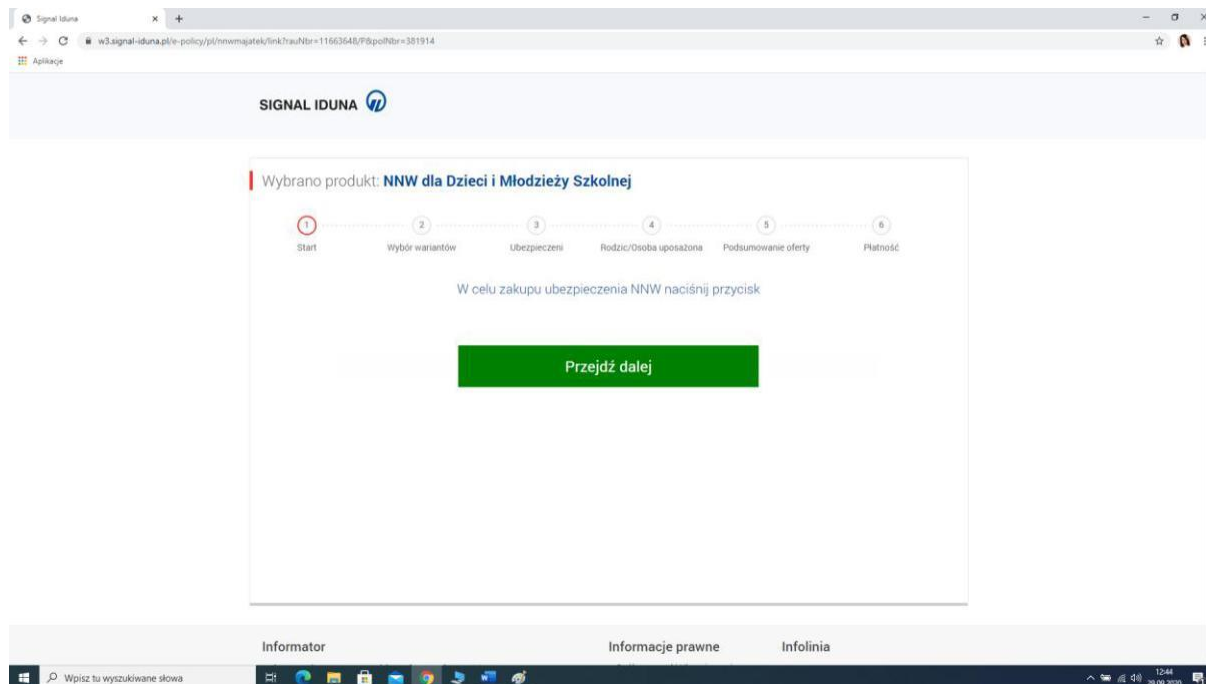 Signal Iduna
w3.signal-iduna.pl/e-policy/pl/nnwmajatek/link?rauNbr=11663648/P&polNbr=381914
Aplikacje
SIGNAL IDUNA
Wybrano produkt: NNW dla Dzieci i Młodzieży Szkolnej
1 2 3 4 5 6
Start Wybór wariantów Ubezpieczeni Rodzic/Osoba uposażona Podsumowanie oferty Płatność
W celu zakupu ubezpieczenia NNW naciśnij przycisk
Przejdź dalej
Informator Informacje prawne Infolinia
Wpisz tu wyszukiwane słowa
12:44
29.09.2020